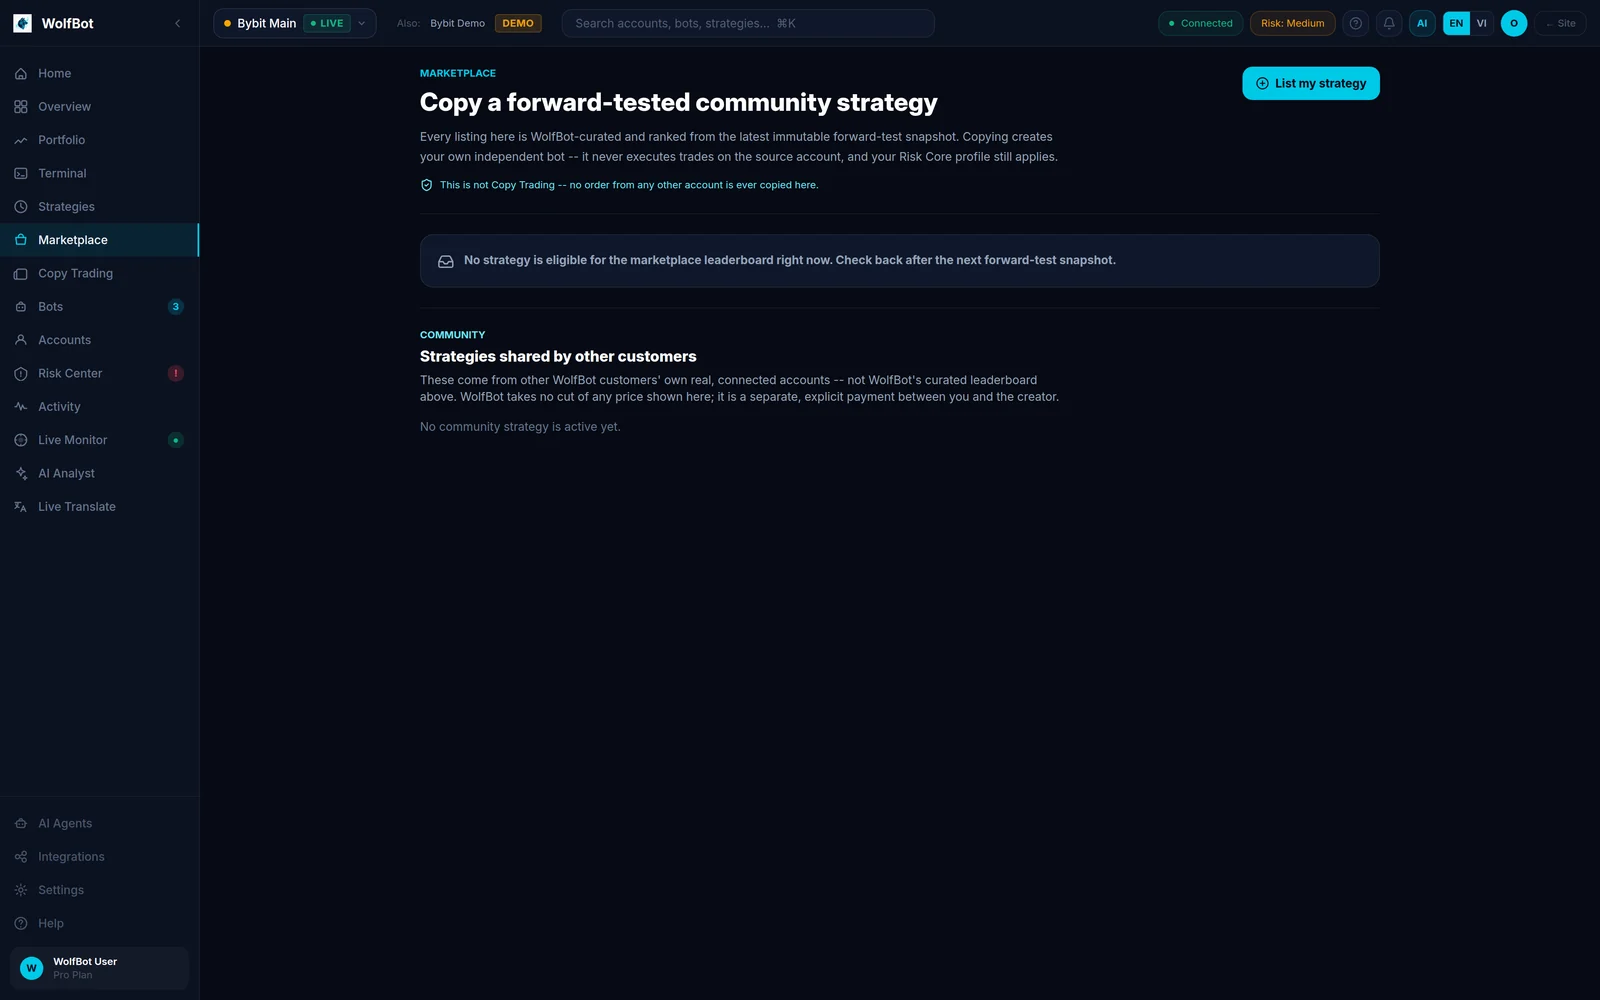 WolfBot
Bybit Main
LIVE
Also: Bybit Demo DEMO
Search accounts, bots, strategies... ⌘K
Connected
Risk: Medium
AI
EN VI
O
← Site
Home
Overview
Portfolio
Terminal
Strategies
Marketplace
Copy Trading
Bots 3
Accounts
Risk Center !
Activity
Live Monitor
AI Analyst
Live Translate
AI Agents
Integrations
Settings
Help
W
WolfBot User
Pro Plan
MARKETPLACE
Copy a forward-tested community strategy
List my strategy
Every listing here is WolfBot-curated and ranked from the latest immutable forward-test snapshot. Copying creates
your own independent bot -- it never executes trades on the source account, and your Risk Core profile still applies.
This is not Copy Trading -- no order from any other account is ever copied here.
No strategy is eligible for the marketplace leaderboard right now. Check back after the next forward-test snapshot.
COMMUNITY
Strategies shared by other customers
These come from other WolfBot customers' own real, connected accounts -- not WolfBot's curated leaderboard
above. WolfBot takes no cut of any price shown here; it is a separate, explicit payment between you and the creator.
No community strategy is active yet.